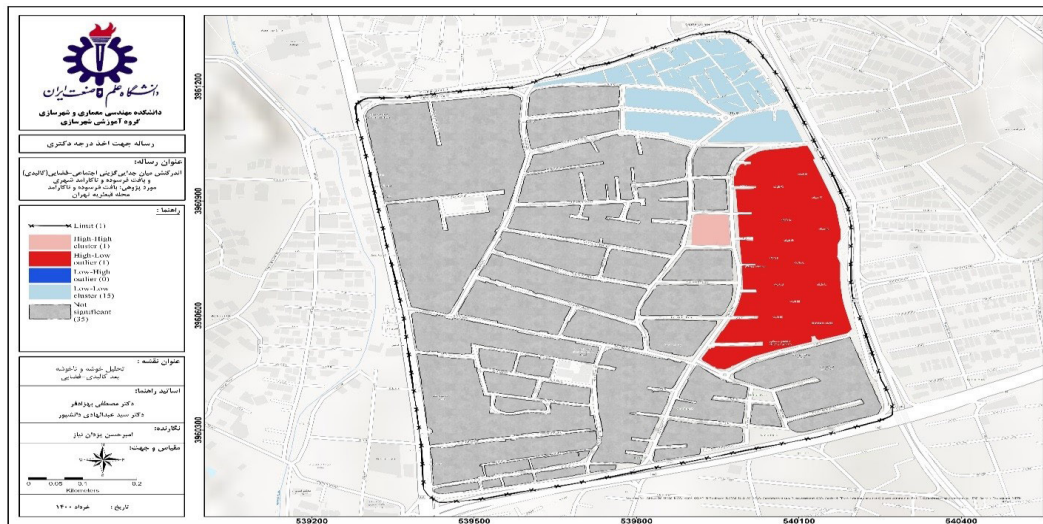 دانشگاه علم و صنعت ایران
دانشکده مهندسی معماری و شهرسازی
گروه آموزشی شهرسازی
رساله جهت اخذ درجه دکتری
عنوان رساله:
اندرکنش میان جدایی‌گزینی اجتماعی-فضایی(کالبدی)
و بافت فرسوده و ناکارآمد شهری
مورد پژوهی: بافت فرسوده و ناکارآمد
محله قیطریه تهران
راهنما :
Limit (1)
High-High
cluster (1)
High-Low
outlier (1)
Low-High
outlier (0)
Low-Low
cluster (15)
Not
significant
(35)
عنوان نقشه :
تحلیل خوشه و ناخوشه
بعد کالبدی-فضایی
اساتید راهنما:
دکتر مصطفی بهزادفر
دکتر سید عبدالهادی دانشپور
نگارنده:
امیرحسن یزدان نیاز
مقیاس و جهت:
0 0.05 0.1 0.2
Kilometers
تاریخ : خرداد ۱۴۰۰
3961200
3960900
3960600
3960300
539200 539500 539800 540100 540400